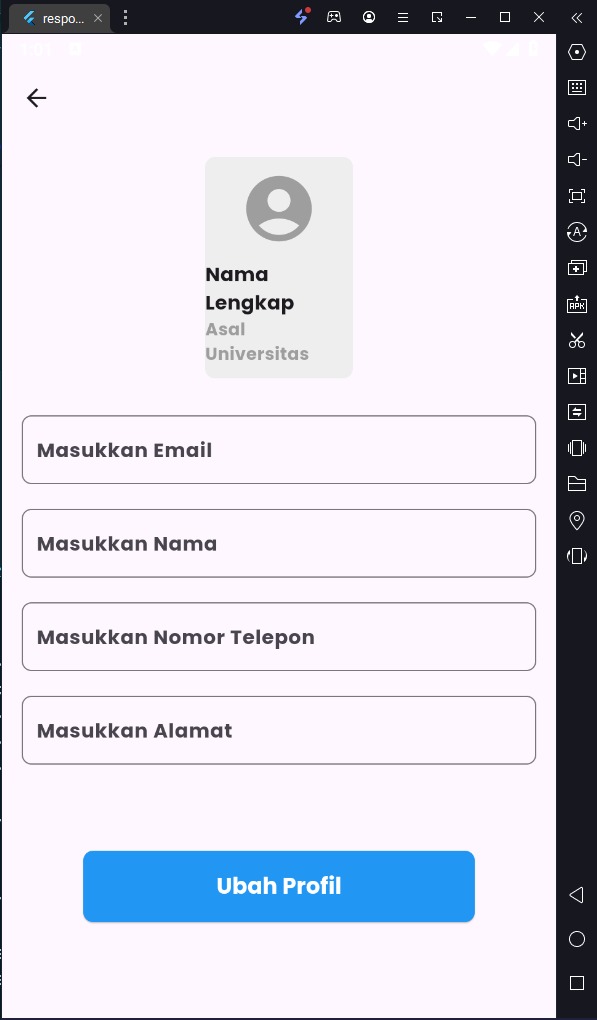 respo...
Nama
Lengkap
Asal
Universitas
Masukkan Email
Masukkan Nama
Masukkan Nomor Telepon
Masukkan Alamat
Ubah Profil